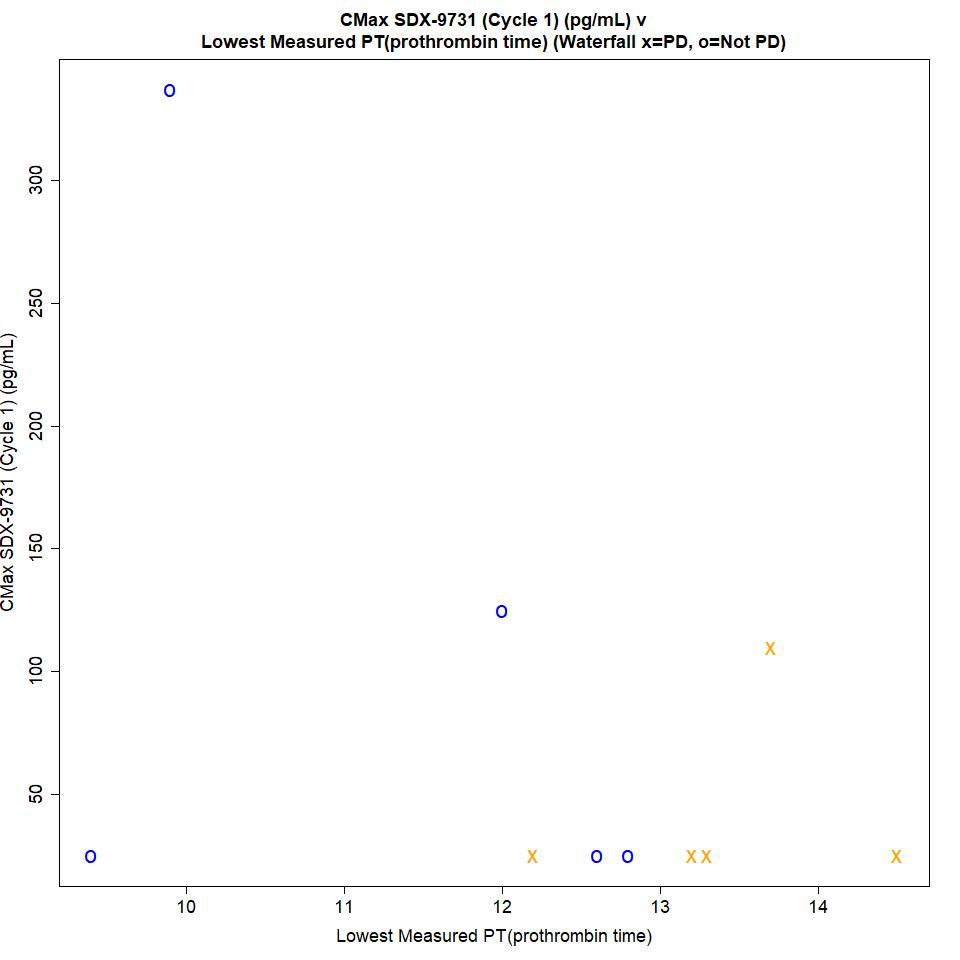 CMax SDX-9731 (Cycle 1) (pg/mL) v
Lowest Measured PT(prothrombin time) (Waterfall x=PD, o=Not PD)
CMax SDX-9731 (Cycle 1) (pg/mL)
300
250
200
150
100
50
o
o
x
o
x
o
o
x
x
x
10
11
12
13
14
Lowest Measured PT(prothrombin time)